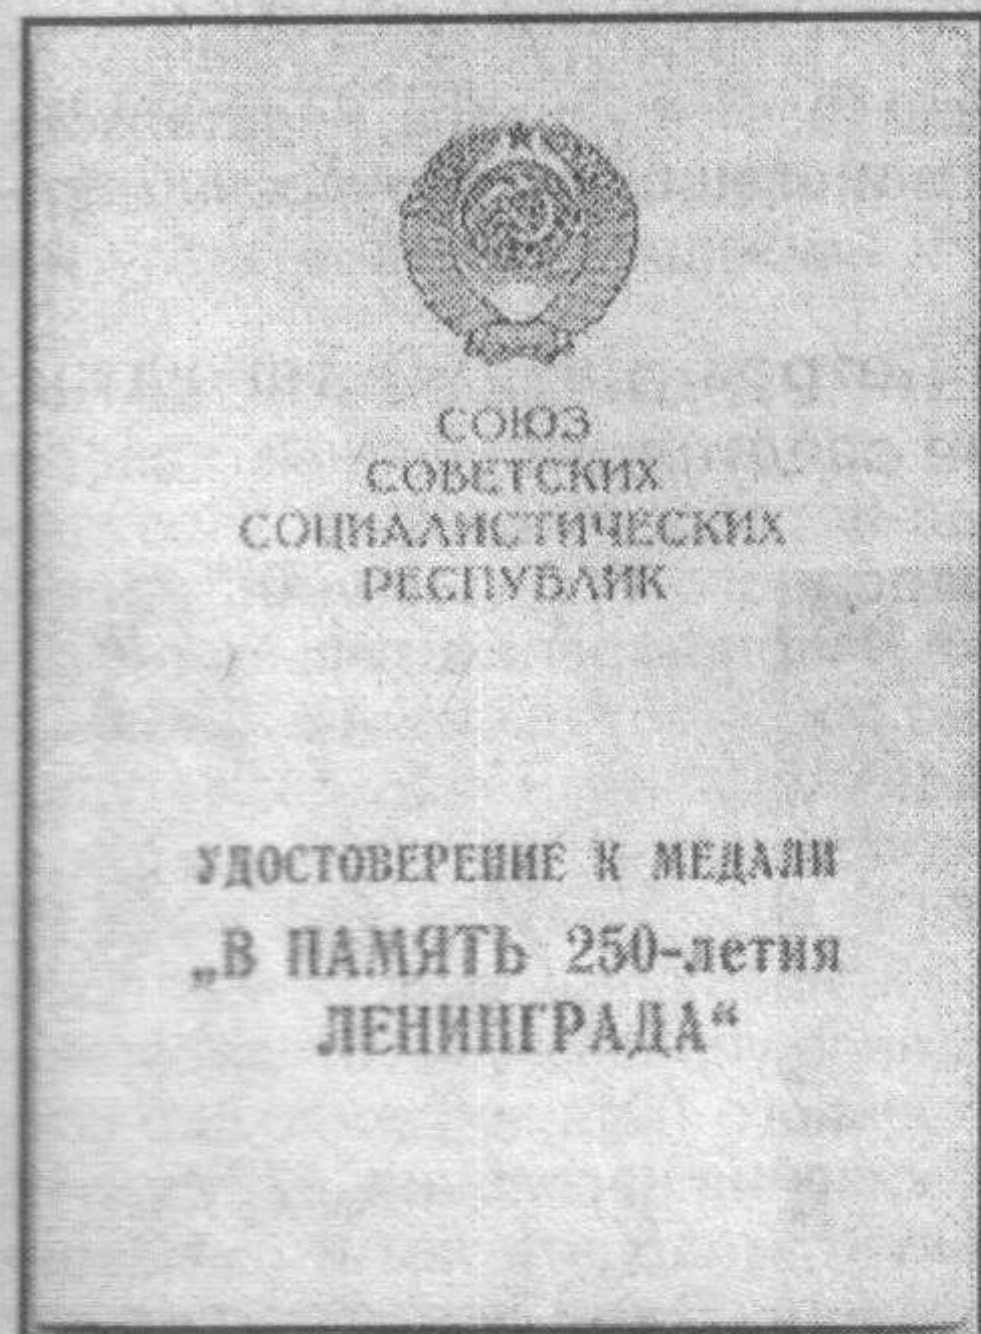 СОЮЗ
СОВЕТСКИХ
СОЦИАЛИСТИЧЕСКИХ
РЕСПУБЛИК
УДОСТОВЕРЕНИЕ К МЕДАЛИ
„В ПАМЯТЬ 250-летия
ЛЕНИНГРАДА“